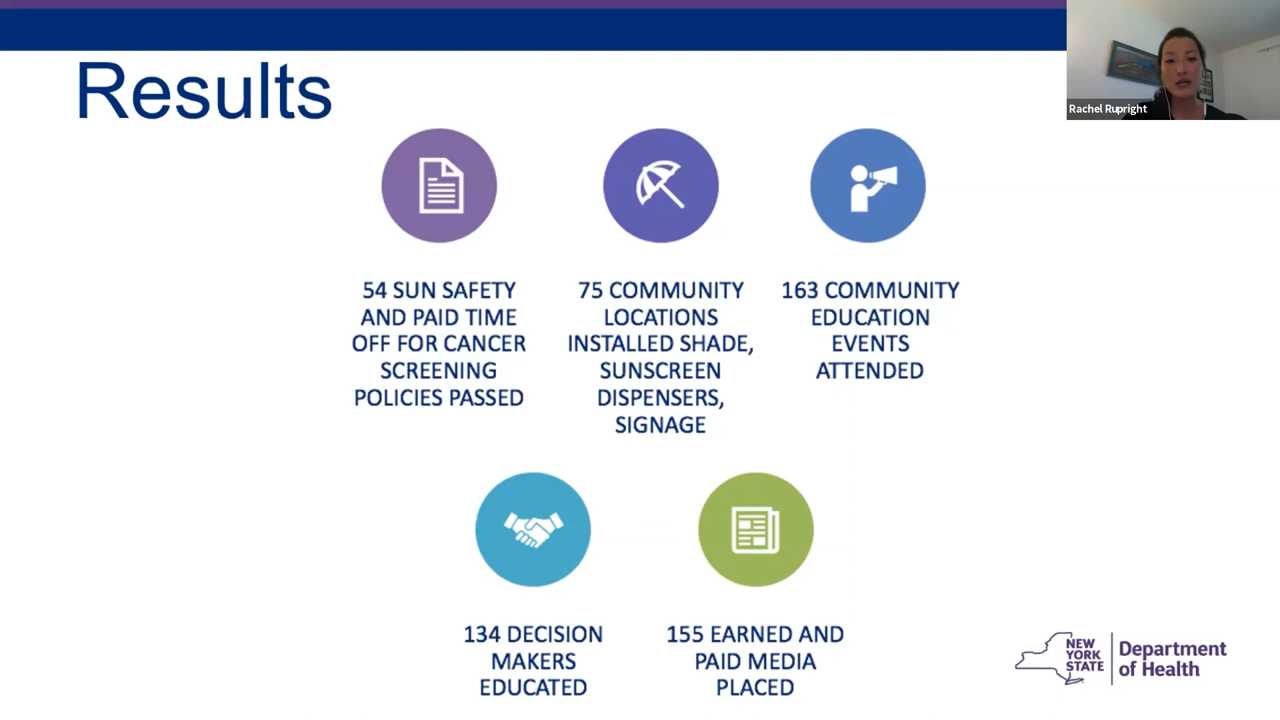 Results
Rachel Rupright
54 SUN SAFETY
AND PAID TIME
OFF FOR CANCER
SCREENING
POLICIES PASSED
75 COMMUNITY
LOCATIONS
INSTALLED SHADE,
SUNSCREEN
DISPENSERS,
SIGNAGE
163 COMMUNITY
EDUCATION
EVENTS
ATTENDED
134 DECISION
MAKERS
EDUCATED
155 EARNED AND
PAID MEDIA
PLACED
NEW
YORK
STATE
Department
of Health